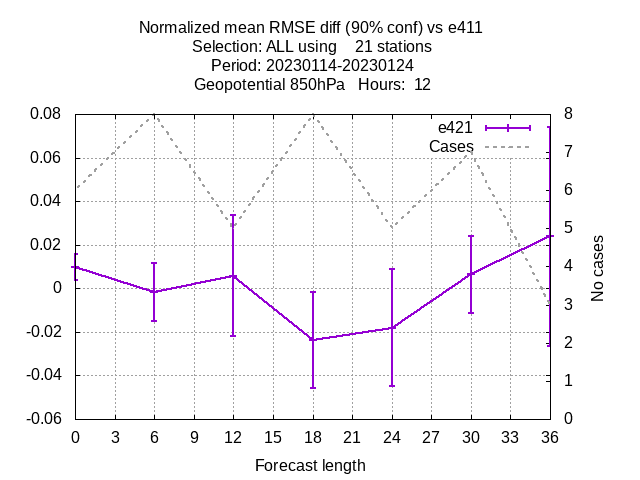 Normalized mean RMSE diff (90% conf) vs e411
Selection: ALL using    21 stations
Period: 20230114-20230124
Geopotential 850hPa   Hours:  12
e421
Cases
0.08
0.06
0.04
0.02
0
-0.02
-0.04
-0.06
8
7
6
5
4
3
2
1
0
No cases
0 3 6 9 12 15 18 21 24 27 30 33 36
Forecast length